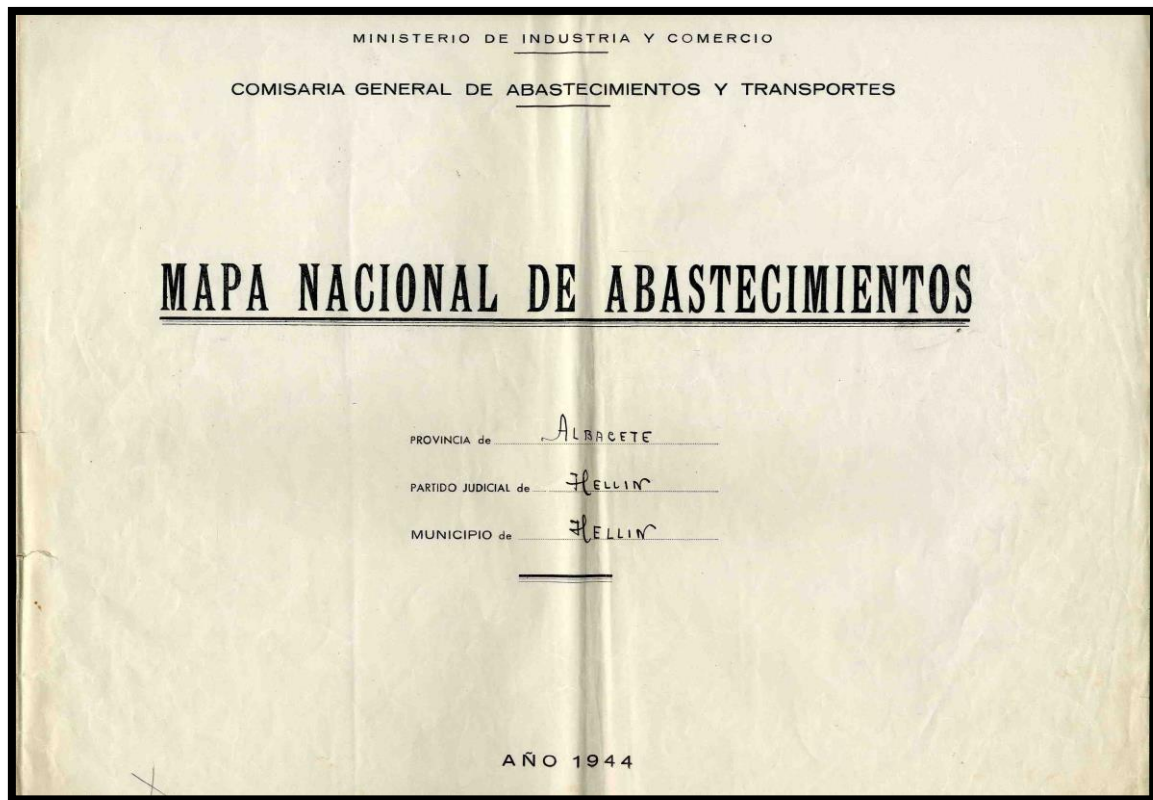 MINISTERIO DE INDUSTRIA Y COMERCIO
COMISARIA GENERAL DE ABASTECIMIENTOS Y TRANSPORTES
MAPA NACIONAL DE ABASTECIMIENTOS
PROVINCIA de ALBACETE
PARTIDO JUDICIAL de HELLIN
MUNICIPIO de HELLIN
AÑO 1944